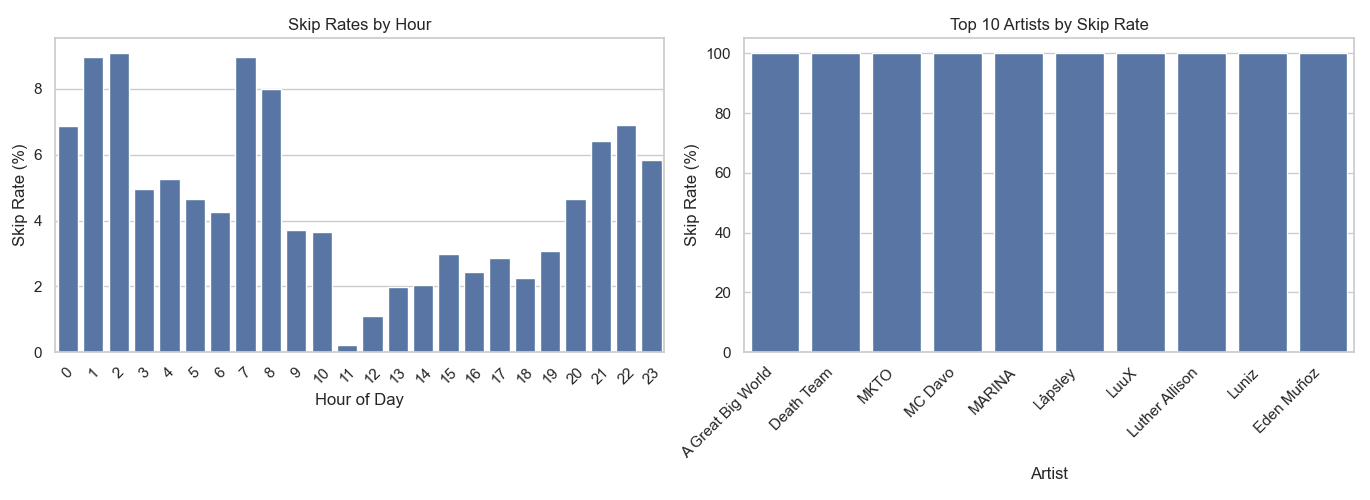 Skip Rates by Hour
Skip Rate (%)
8
6
4
2
0
0 1 2 3 4 5 6 7 8 9 10 11 12 13 14 15 16 17 18 19 20 21 22 23
Hour of Day
Top 10 Artists by Skip Rate
Skip Rate (%)
100
80
60
40
20
0
A Great Big World
Death Team
MKTO
MC Davo
MARINA
Låpsley
LuuX
Luther Allison
Luniz
Eden Muñoz
Artist